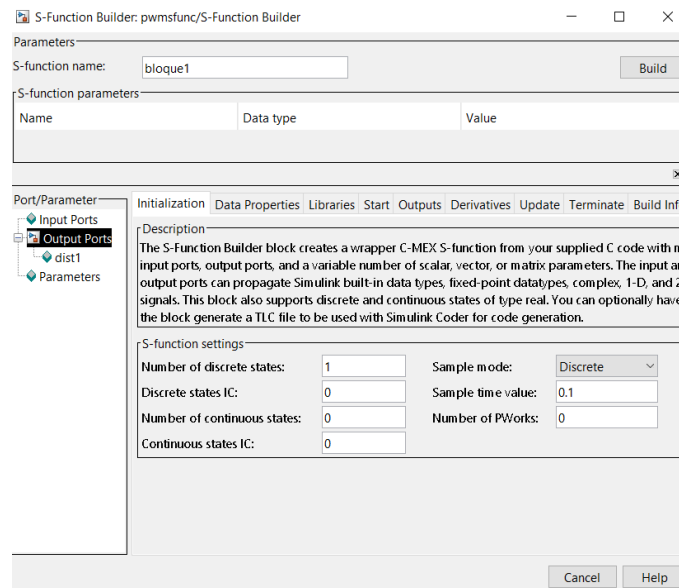 S-Function Builder: pwmsfunc/S-Function Builder
Parameters
S-function name: bloque1 Build
S-function parameters
Name Data type Value
Port/Parameter
Input Ports
Output Ports
dist1
Parameters
Initialization Data Properties Libraries Start Outputs Derivatives Update Terminate Build Inf
Description
The S-Function Builder block creates a wrapper C-MEX S-function from your supplied C code with
input ports, output ports, and a variable number of scalar, vector, or matrix parameters. The input
output ports can propagate Simulink built-in data types, fixed-point datatypes, complex, 1-D, and
signals. This block also supports discrete and continuous states of type real. You can optionally have
the block generate a TLC file to be used with Simulink Coder for code generation.
S-function settings
Number of discrete states: 1 Sample mode: Discrete
Discrete states IC: 0 Sample time value: 0.1
Number of continuous states: 0 Number of PWorks: 0
Continuous states IC: 0
Cancel Help